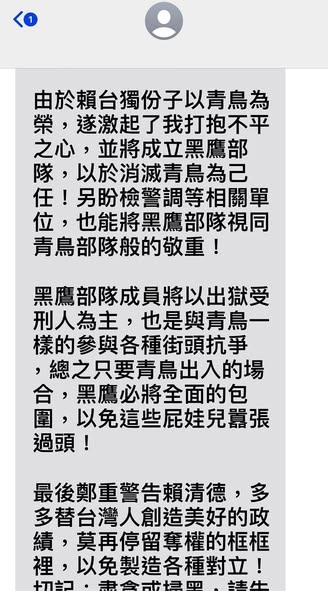 1
由於賴台獨份子以青鳥為
榮，遂激起了我打抱不平
之心，並將成立黑鷹部
隊，以於消滅青鳥為己
任！另盼檢警調等相關單
位，也能將黑鷹部隊視同
青鳥部隊般的敬重！
黑鷹部隊成員將以出獄受
刑人為主，也是與青鳥一
樣的參與各種街頭抗爭
，總之只要青鳥出入的場
合，黑鷹必將全面的包
圍，以免這些屁娃兒囂張
過頭！
最後鄭重警告賴清德，多
多替台灣人創造美好的政
績，莫再停留奪權的框框
裡，以免製造各種對立！
切記：肅貪或掃黑，請先